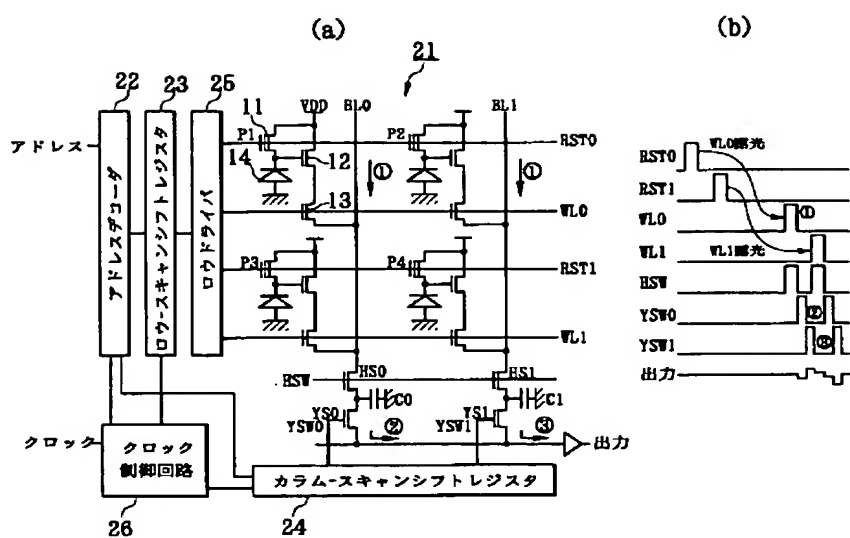 (a)
(b)
21
22
23
25
11
VDD
BL0
BL1
アドレス
P1
P2
RST0
14
12
①
①
13
WL0
アドレスデコーダ
ロウ-スキャンシフトレジスタ
ロウドライバ
P3
P4
RST1
WL1
HSW
HS0
HS1
C0
C1
YS0
YS1
YSW0
YSW1
②
③
出力
クロック
クロック
制御回路
カラム-スキャンシフトレジスタ
26
24
RST0
WL0露光
RST1
WL0
①
WL1
WL1露光
HSW
YSW0
②
YSW1
③
出力